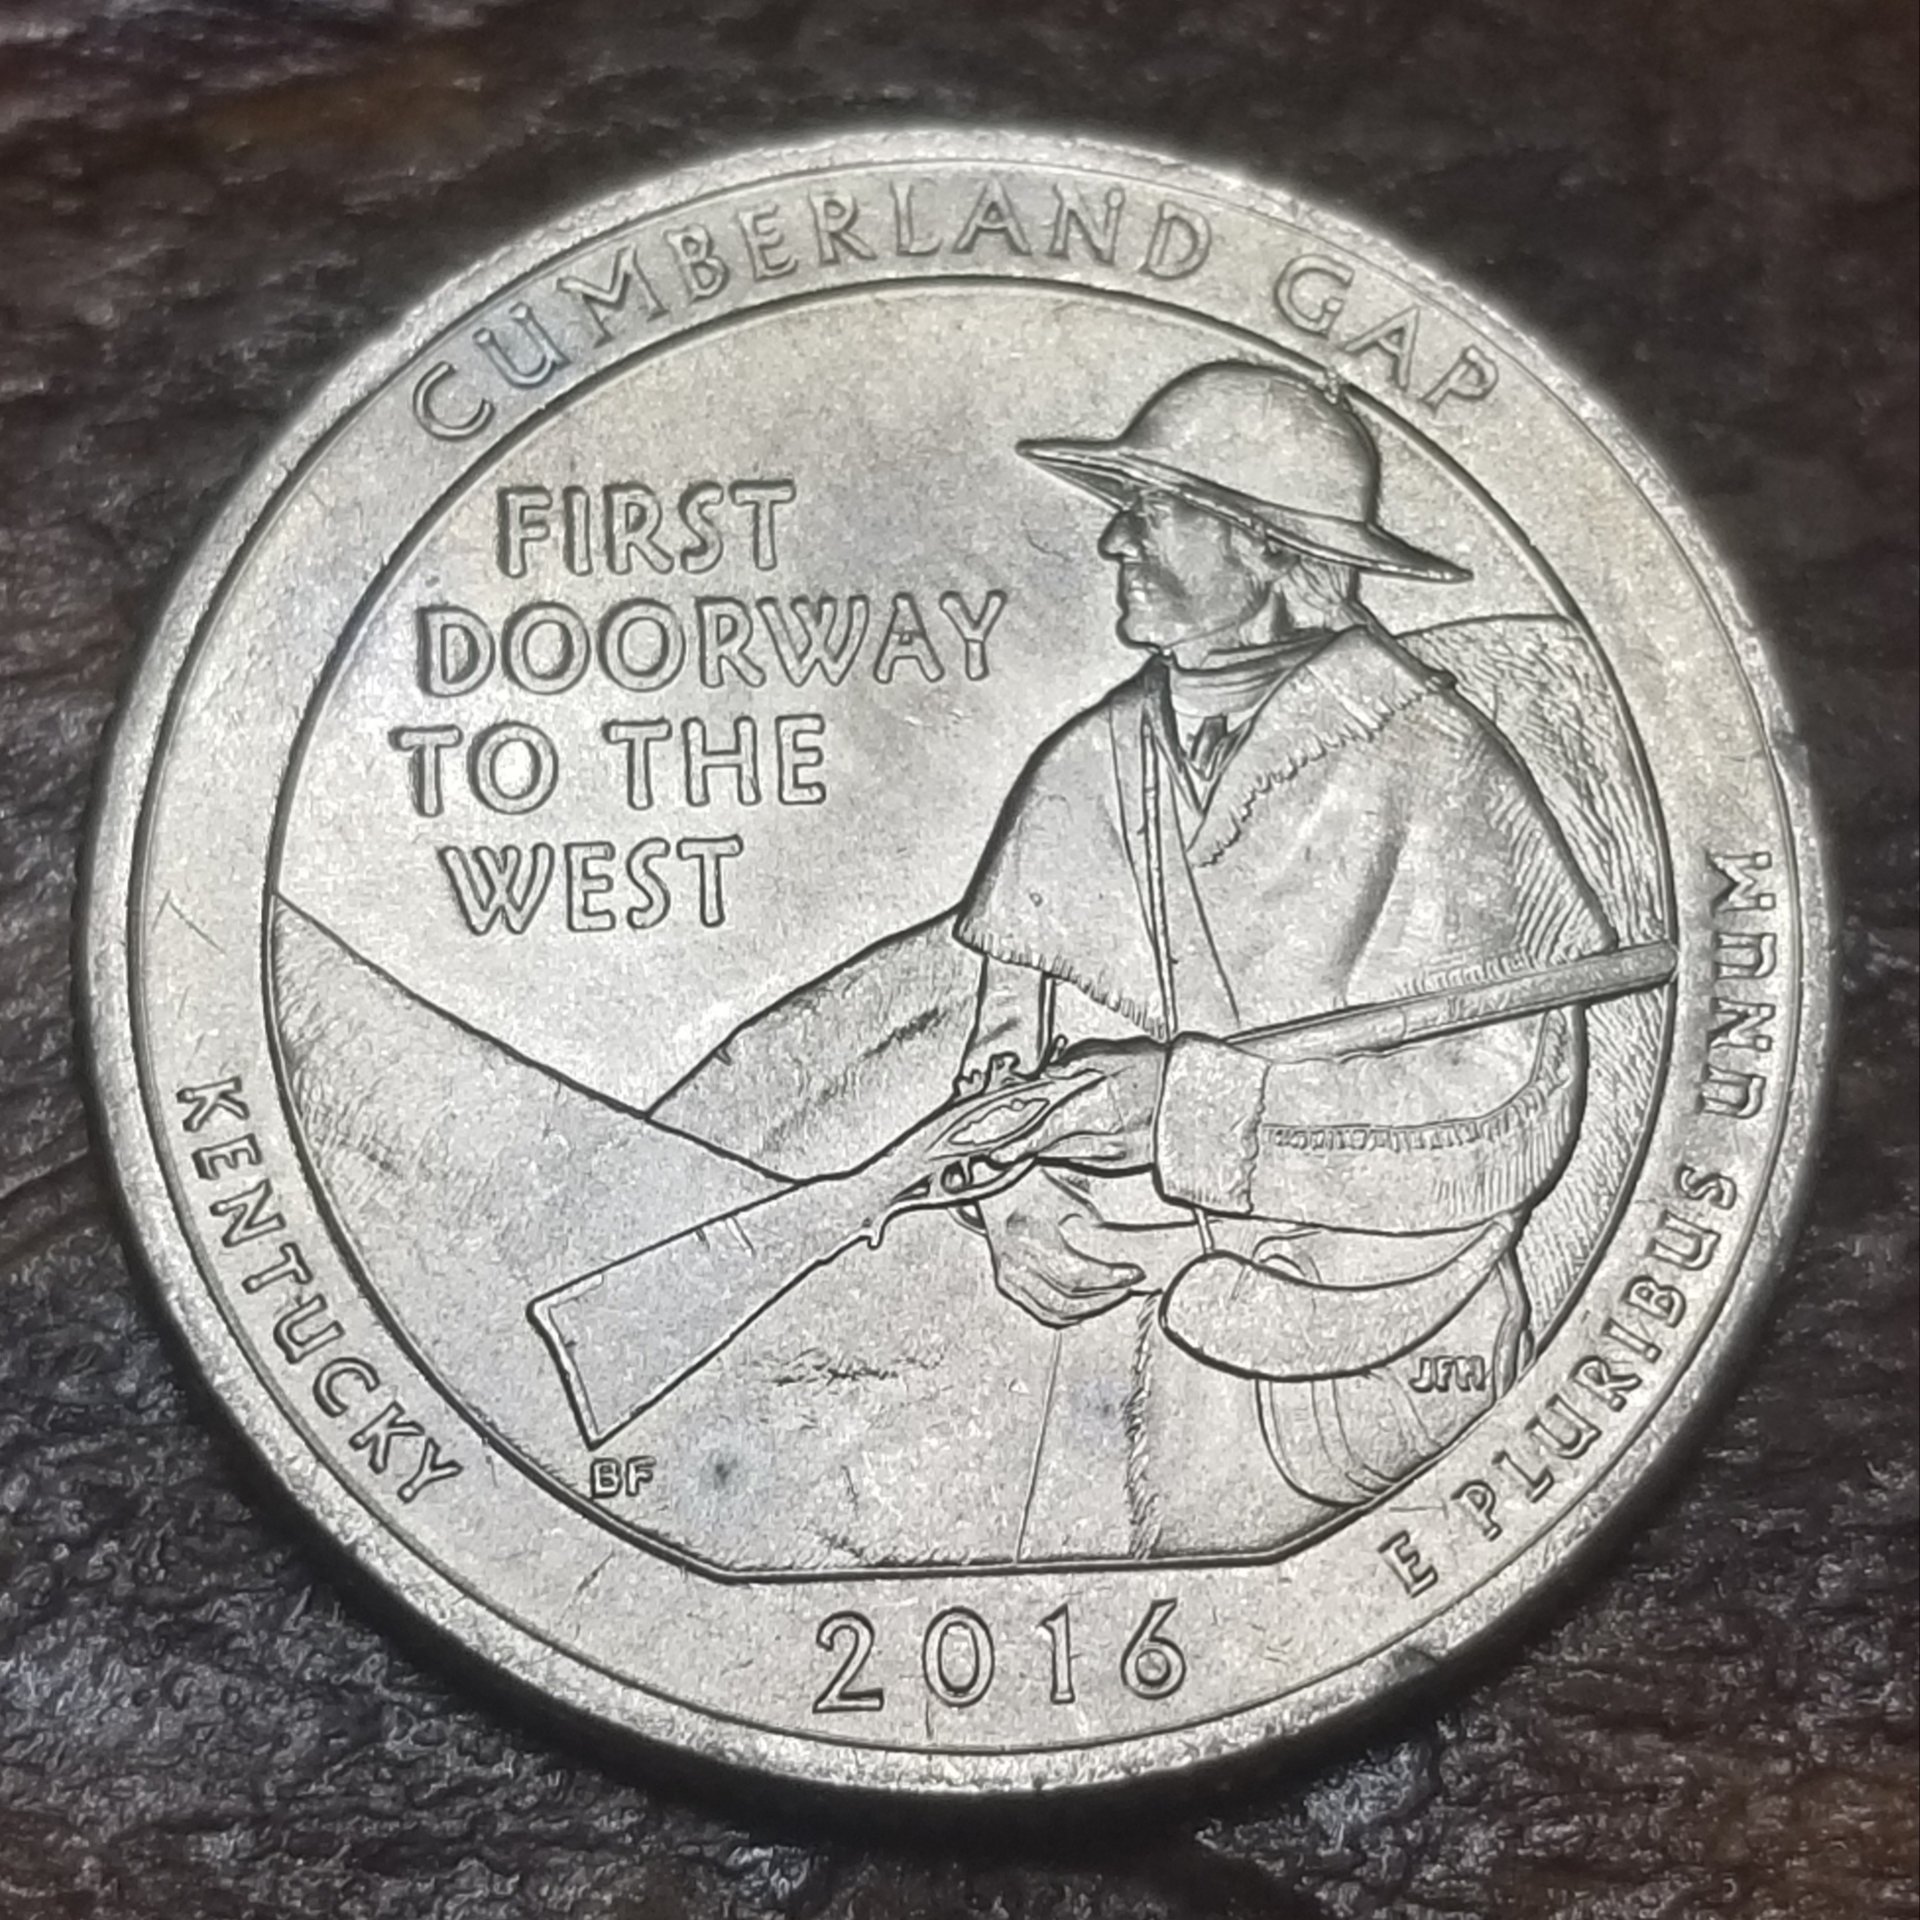 CUMBERLAND GAP
FIRST
DOORWAY
TO THE
WEST
KENTUCKY
E PLURIBUS UNUM
JFM
BF
2016